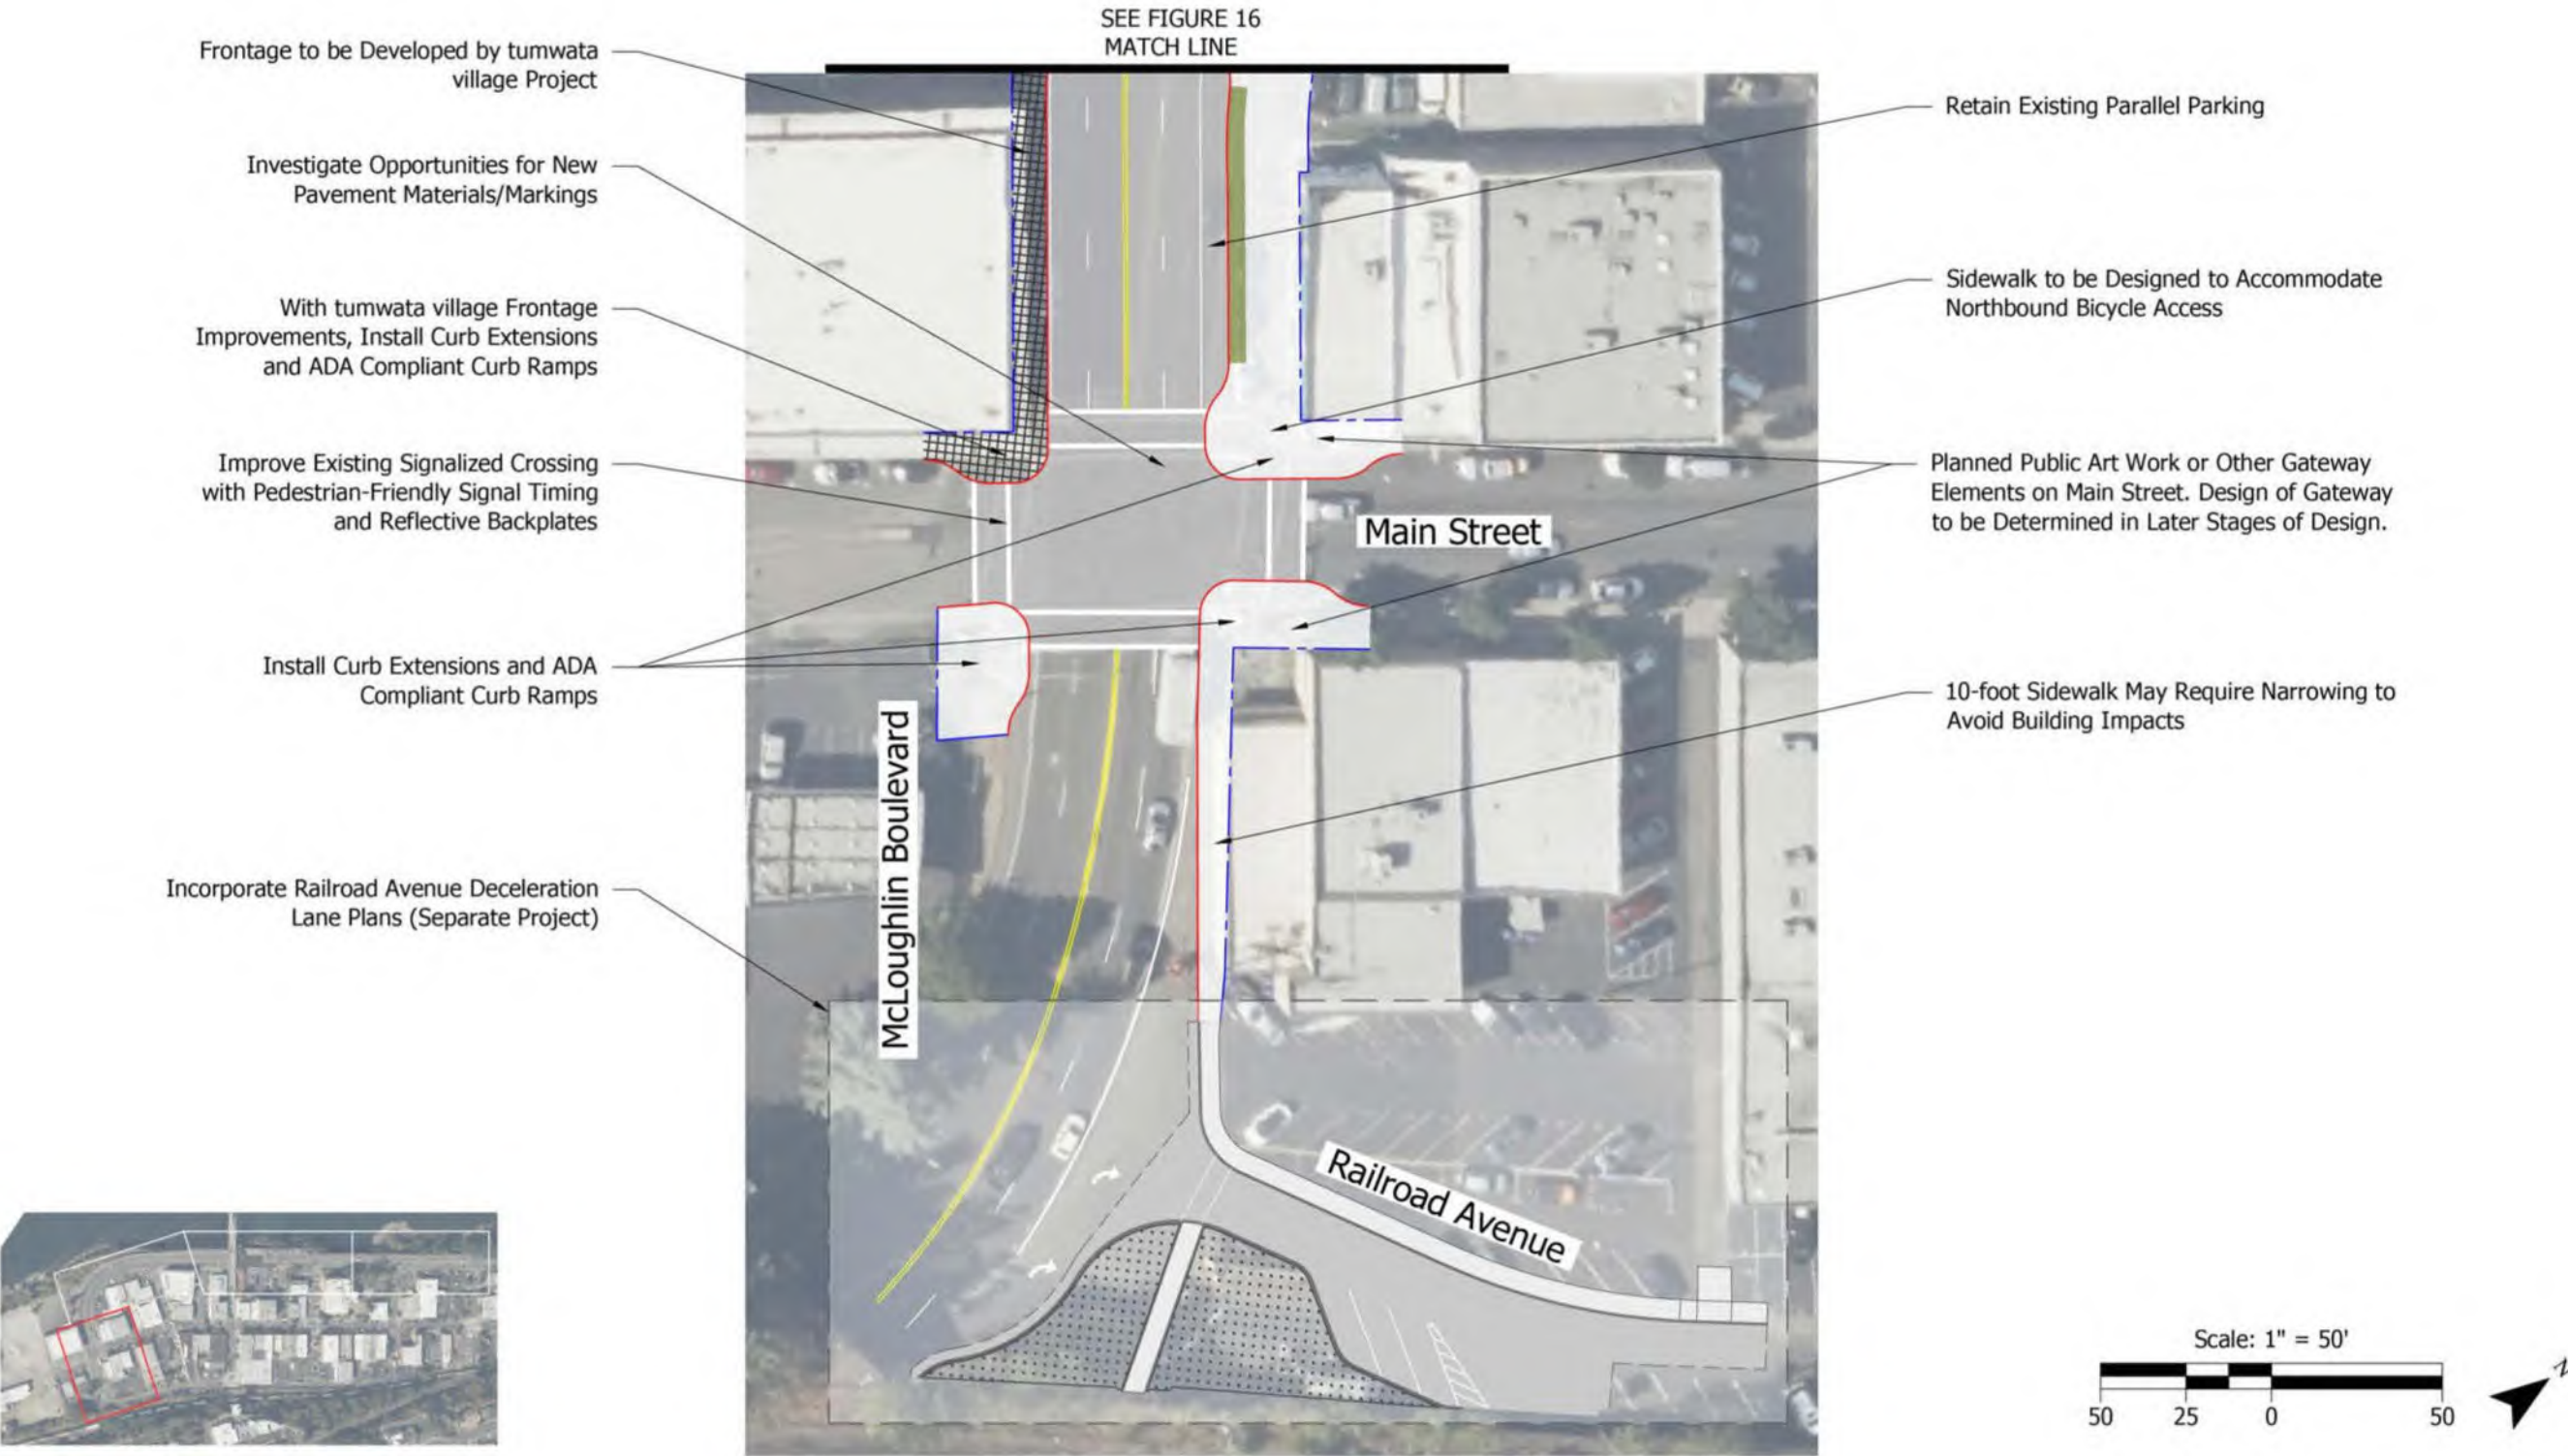 SEE FIGURE 16
MATCH LINE
Frontage to be Developed by tumwata
village Project
Investigate Opportunities for New
Pavement Materials/Markings
With tumwata village Frontage
Improvements, Install Curb Extensions
and ADA Compliant Curb Ramps
Improve Existing Signalized Crossing
with Pedestrian-Friendly Signal Timing
and Reflective Backplates
Install Curb Extensions and ADA
Compliant Curb Ramps
Incorporate Railroad Avenue Deceleration
Lane Plans (Separate Project)
Main Street
McLoughlin Boulevard
Railroad Avenue
Retain Existing Parallel Parking
Sidewalk to be Designed to Accommodate
Northbound Bicycle Access
Planned Public Art Work or Other Gateway
Elements on Main Street. Design of Gateway
to be Determined in Later Stages of Design.
10-foot Sidewalk May Require Narrowing to
Avoid Building Impacts
Scale: 1" = 50'
50 25 0 50
N